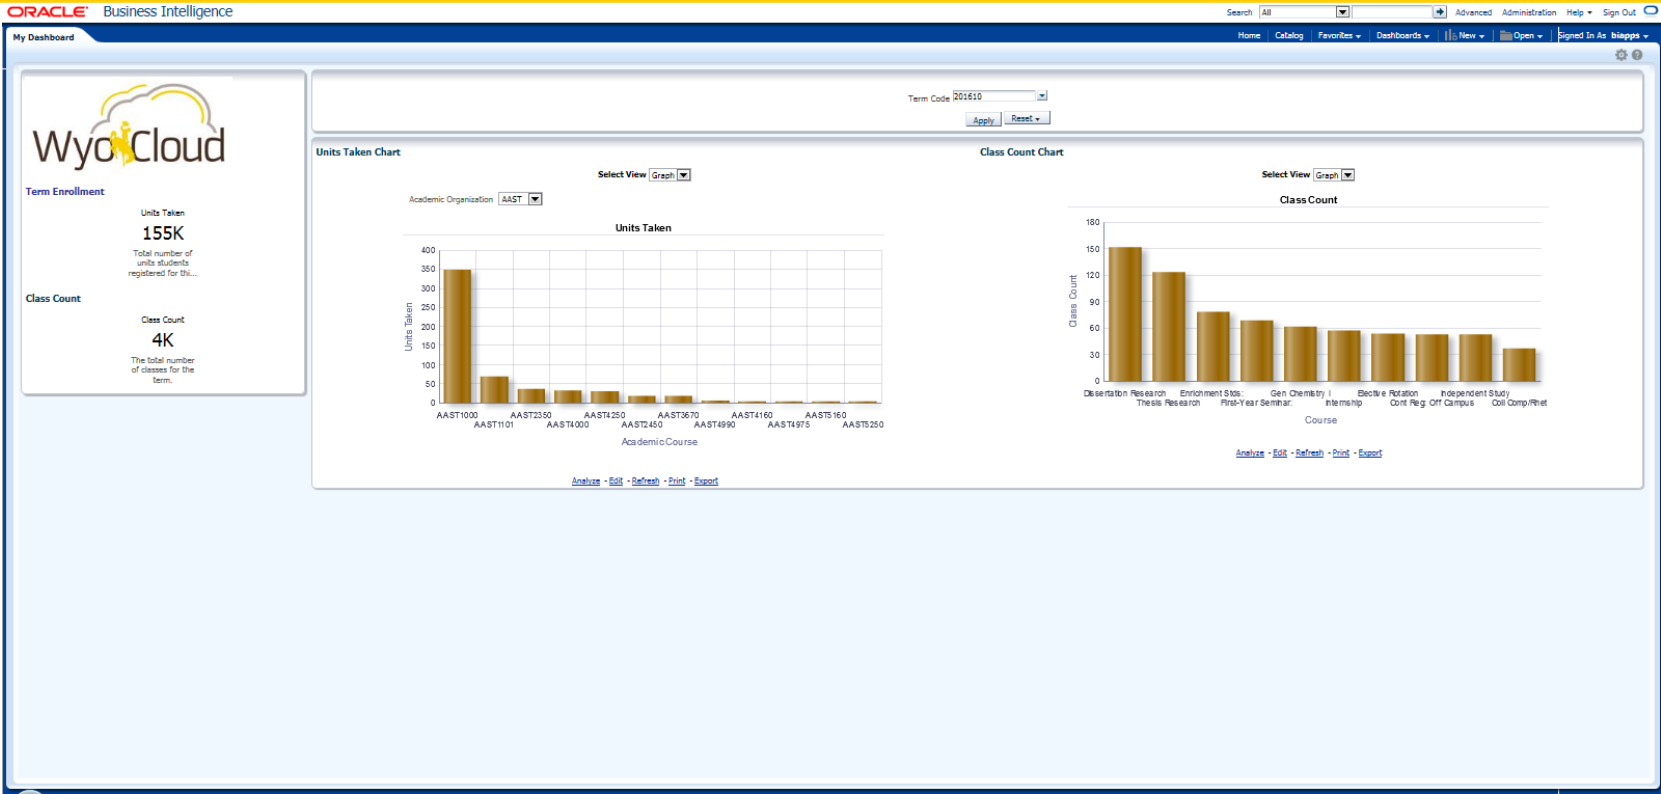 ORACLE Business Intelligence
Search All Advanced Administration Help Sign Out
My Dashboard
Home Catalog Favorites Dashboards New Open Signed In As biapps
WyoCloud
Term Enrollment
Units Taken
155K
Total number of
units students
registered for thi...
Class Count
Class Count
4K
The total number
of classes for the
term.
Term Code 201610
Apply Reset
Units Taken Chart
Select View Graph
Academic Organization AAST
Units Taken
400
350
300
250
200
150
100
50
0
Units Taken
AAST1000 AAST2350 AAST4250 AAST3670 AAST4160 AAST5160
AAST1101 AAST4000 AAST2450 AAST4990 AAST4975 AAST5250
Academic Course
Analyze - Edit - Refresh - Print - Export
Class Count Chart
Select View Graph
Class Count
180
150
120
90
60
30
0
Class Count
Dissertation Research Enrichment Stds: Gen Chemistry I Elective Rotation Independent Study
Thesis Research First-Year Seminar: Internship Cont Reg: Off Campus Coll Comp/Rhet
Course
Analyze - Edit - Refresh - Print - Export